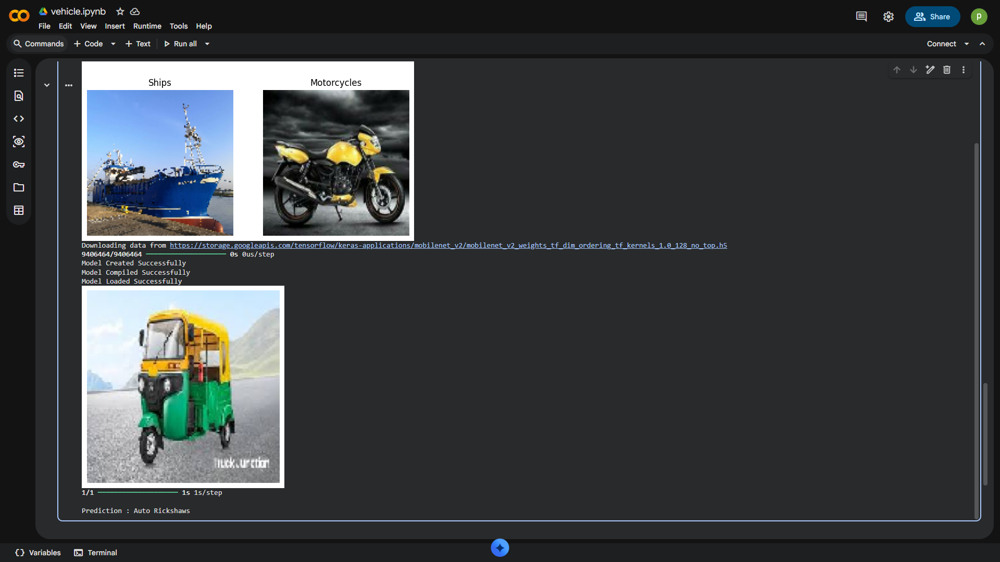 vehicle.ipynb
File Edit View Insert Runtime Tools Help
Share
p
Commands + Code + Text Run all
Connect
Ships Motorcycles
Downloading data from https://storage.googleapis.com/tensorflow/keras-applications/mobilenet_v2/mobilenet_v2_weights_tf_dim_ordering_tf_kernels_1.0_128_no_top.h5
9406464/9406464 ━━━━━━━━━━━━━━━━━━━━ 0s 0us/step
Model Created Successfully
Model Compiled Successfully
Model Loaded Successfully
1/1 ━━━━━━━━━━━━━━━━━━━━ 1s 1s/step
Prediction : Auto Rickshaws
Variables Terminal